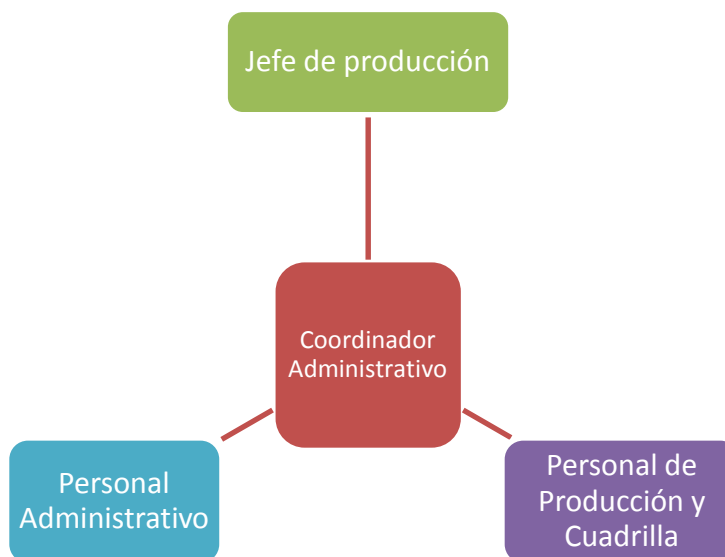 Jefe de producción
Coordinador
Administrativo
Personal
Administrativo
Personal de
Producción y
Cuadrilla